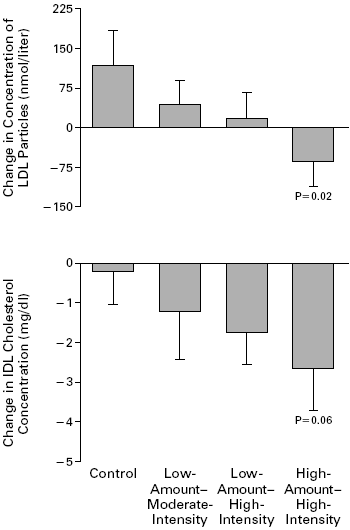 Change in Concentration of
LDL Particles (nmol/liter)
225
150
75
0
−75
−150
P=0.02
Change in IDL Cholesterol
Concentration (mg/dl)
0
−1
−2
−3
−4
−5
P=0.06
Control
Low-
Amount–
Moderate-
Intensity
Low-
Amount–
High-
Intensity
High-
Amount–
High-
Intensity